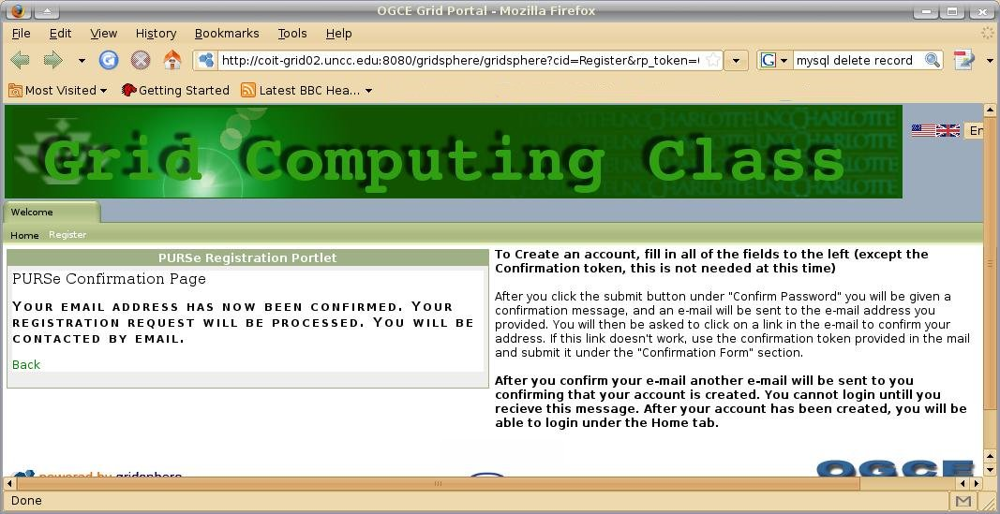 OGCE Grid Portal - Mozilla Firefox
File Edit View History Bookmarks Tools Help
http://coit-grid02.uncc.edu:8080/gridsphere/gridsphere?cid=Register&rp_token=
G mysql delete record
Most Visited Getting Started Latest BBC Hea...
Grid Computing Class
En
Welcome
Home Register
PURSe Registration Portlet
PURSe Confirmation Page
Your email address has now been confirmed. Your
registration request will be processed. You will be
contacted by email.
Back
To Create an account, fill in all of the fields to the left (except the
Confirmation token, this is not needed at this time)
After you click the submit button under "Confirm Password" you will be given a
confirmation message, and an e-mail will be sent to the e-mail address you
provided. You will then be asked to click on a link in the e-mail to confirm your
address. If this link doesn't work, use the confirmation token provided in the mail
and submit it under the "Confirmation Form" section.
After you confirm your e-mail another e-mail will be sent to you
confirming that your account is created. You cannot login untill you
recieve this message. After your account has been created, you will be
able to login under the Home tab.
powered by gridsphere
OGCE
Done